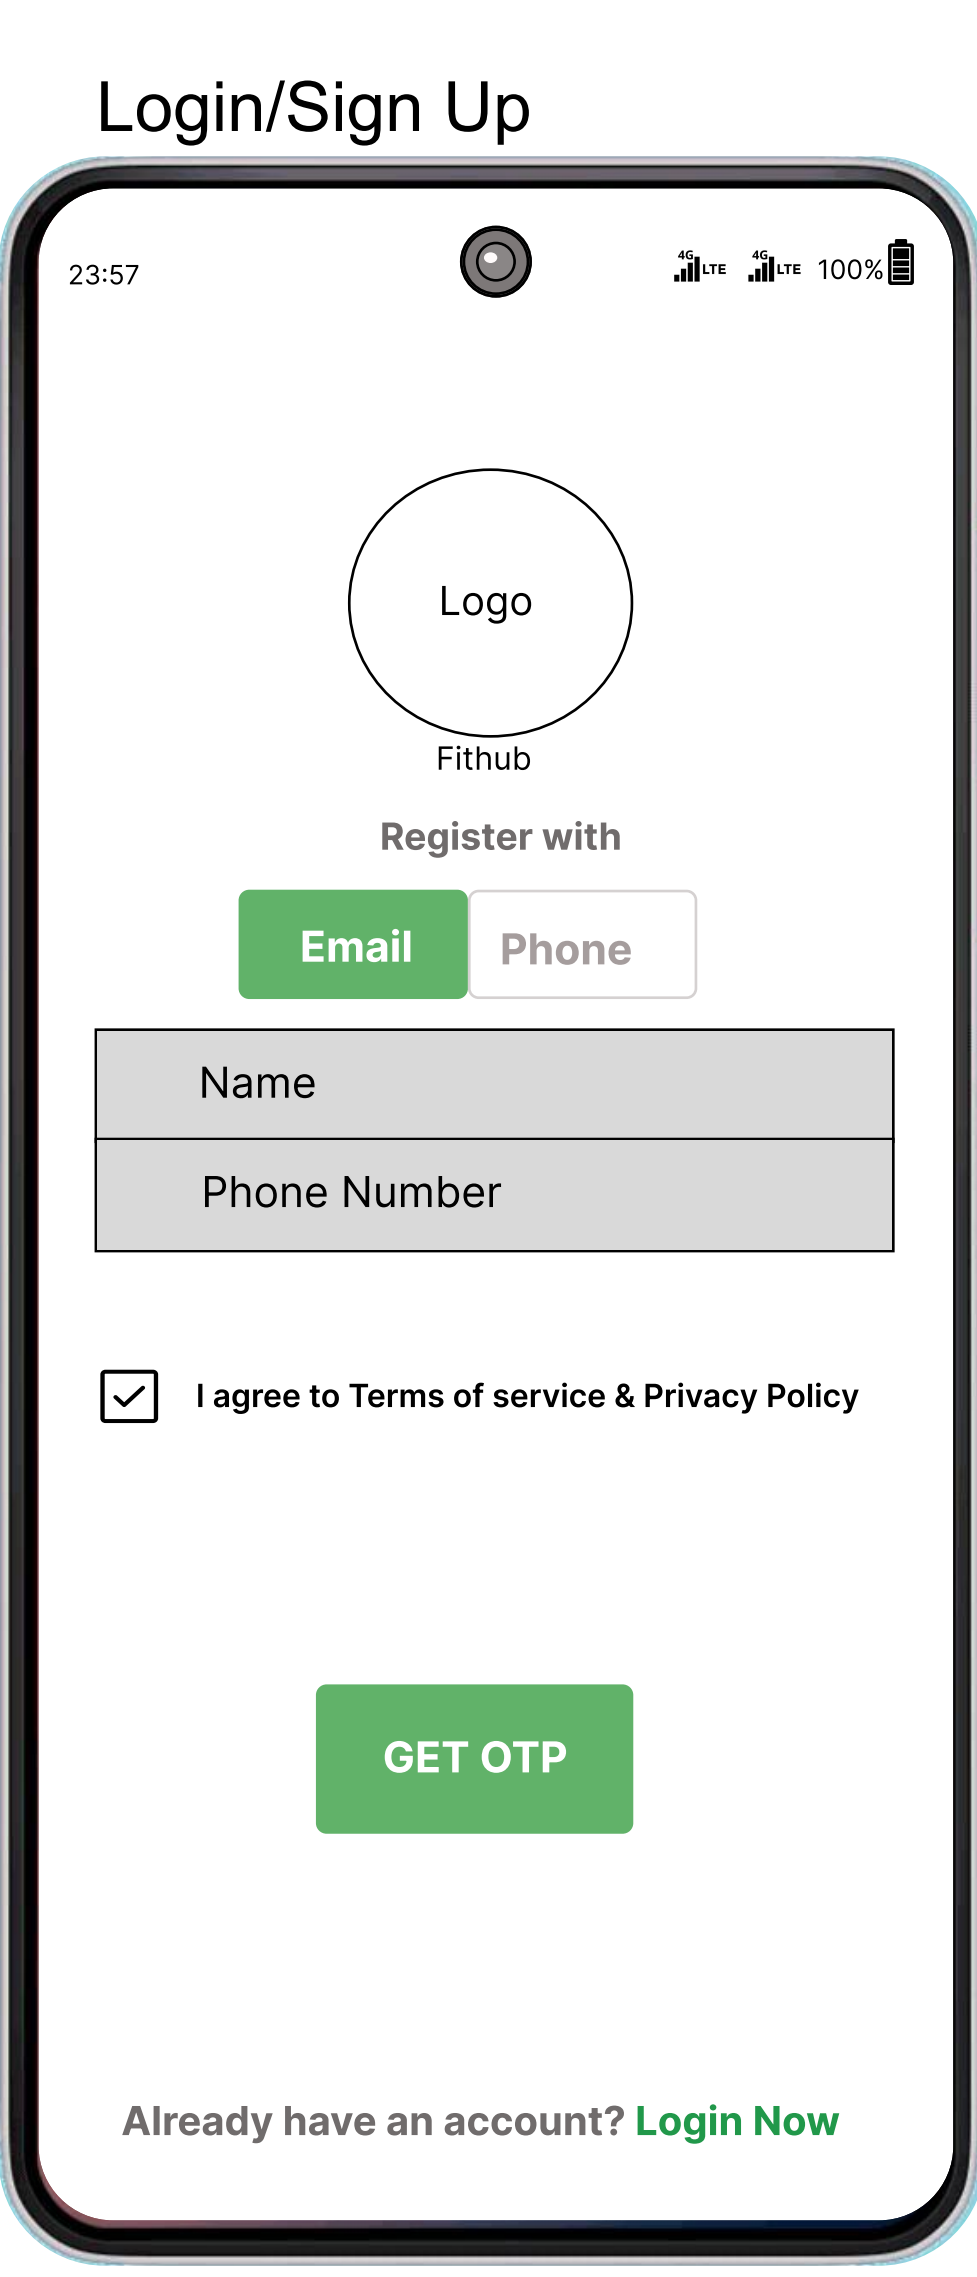 Login/Sign Up
23:57
4G LTE 4G LTE 100%
Logo
Fithub
Register with
Email Phone
Name
Phone Number
I agree to Terms of service & Privacy Policy
GET OTP
Already have an account? Login Now